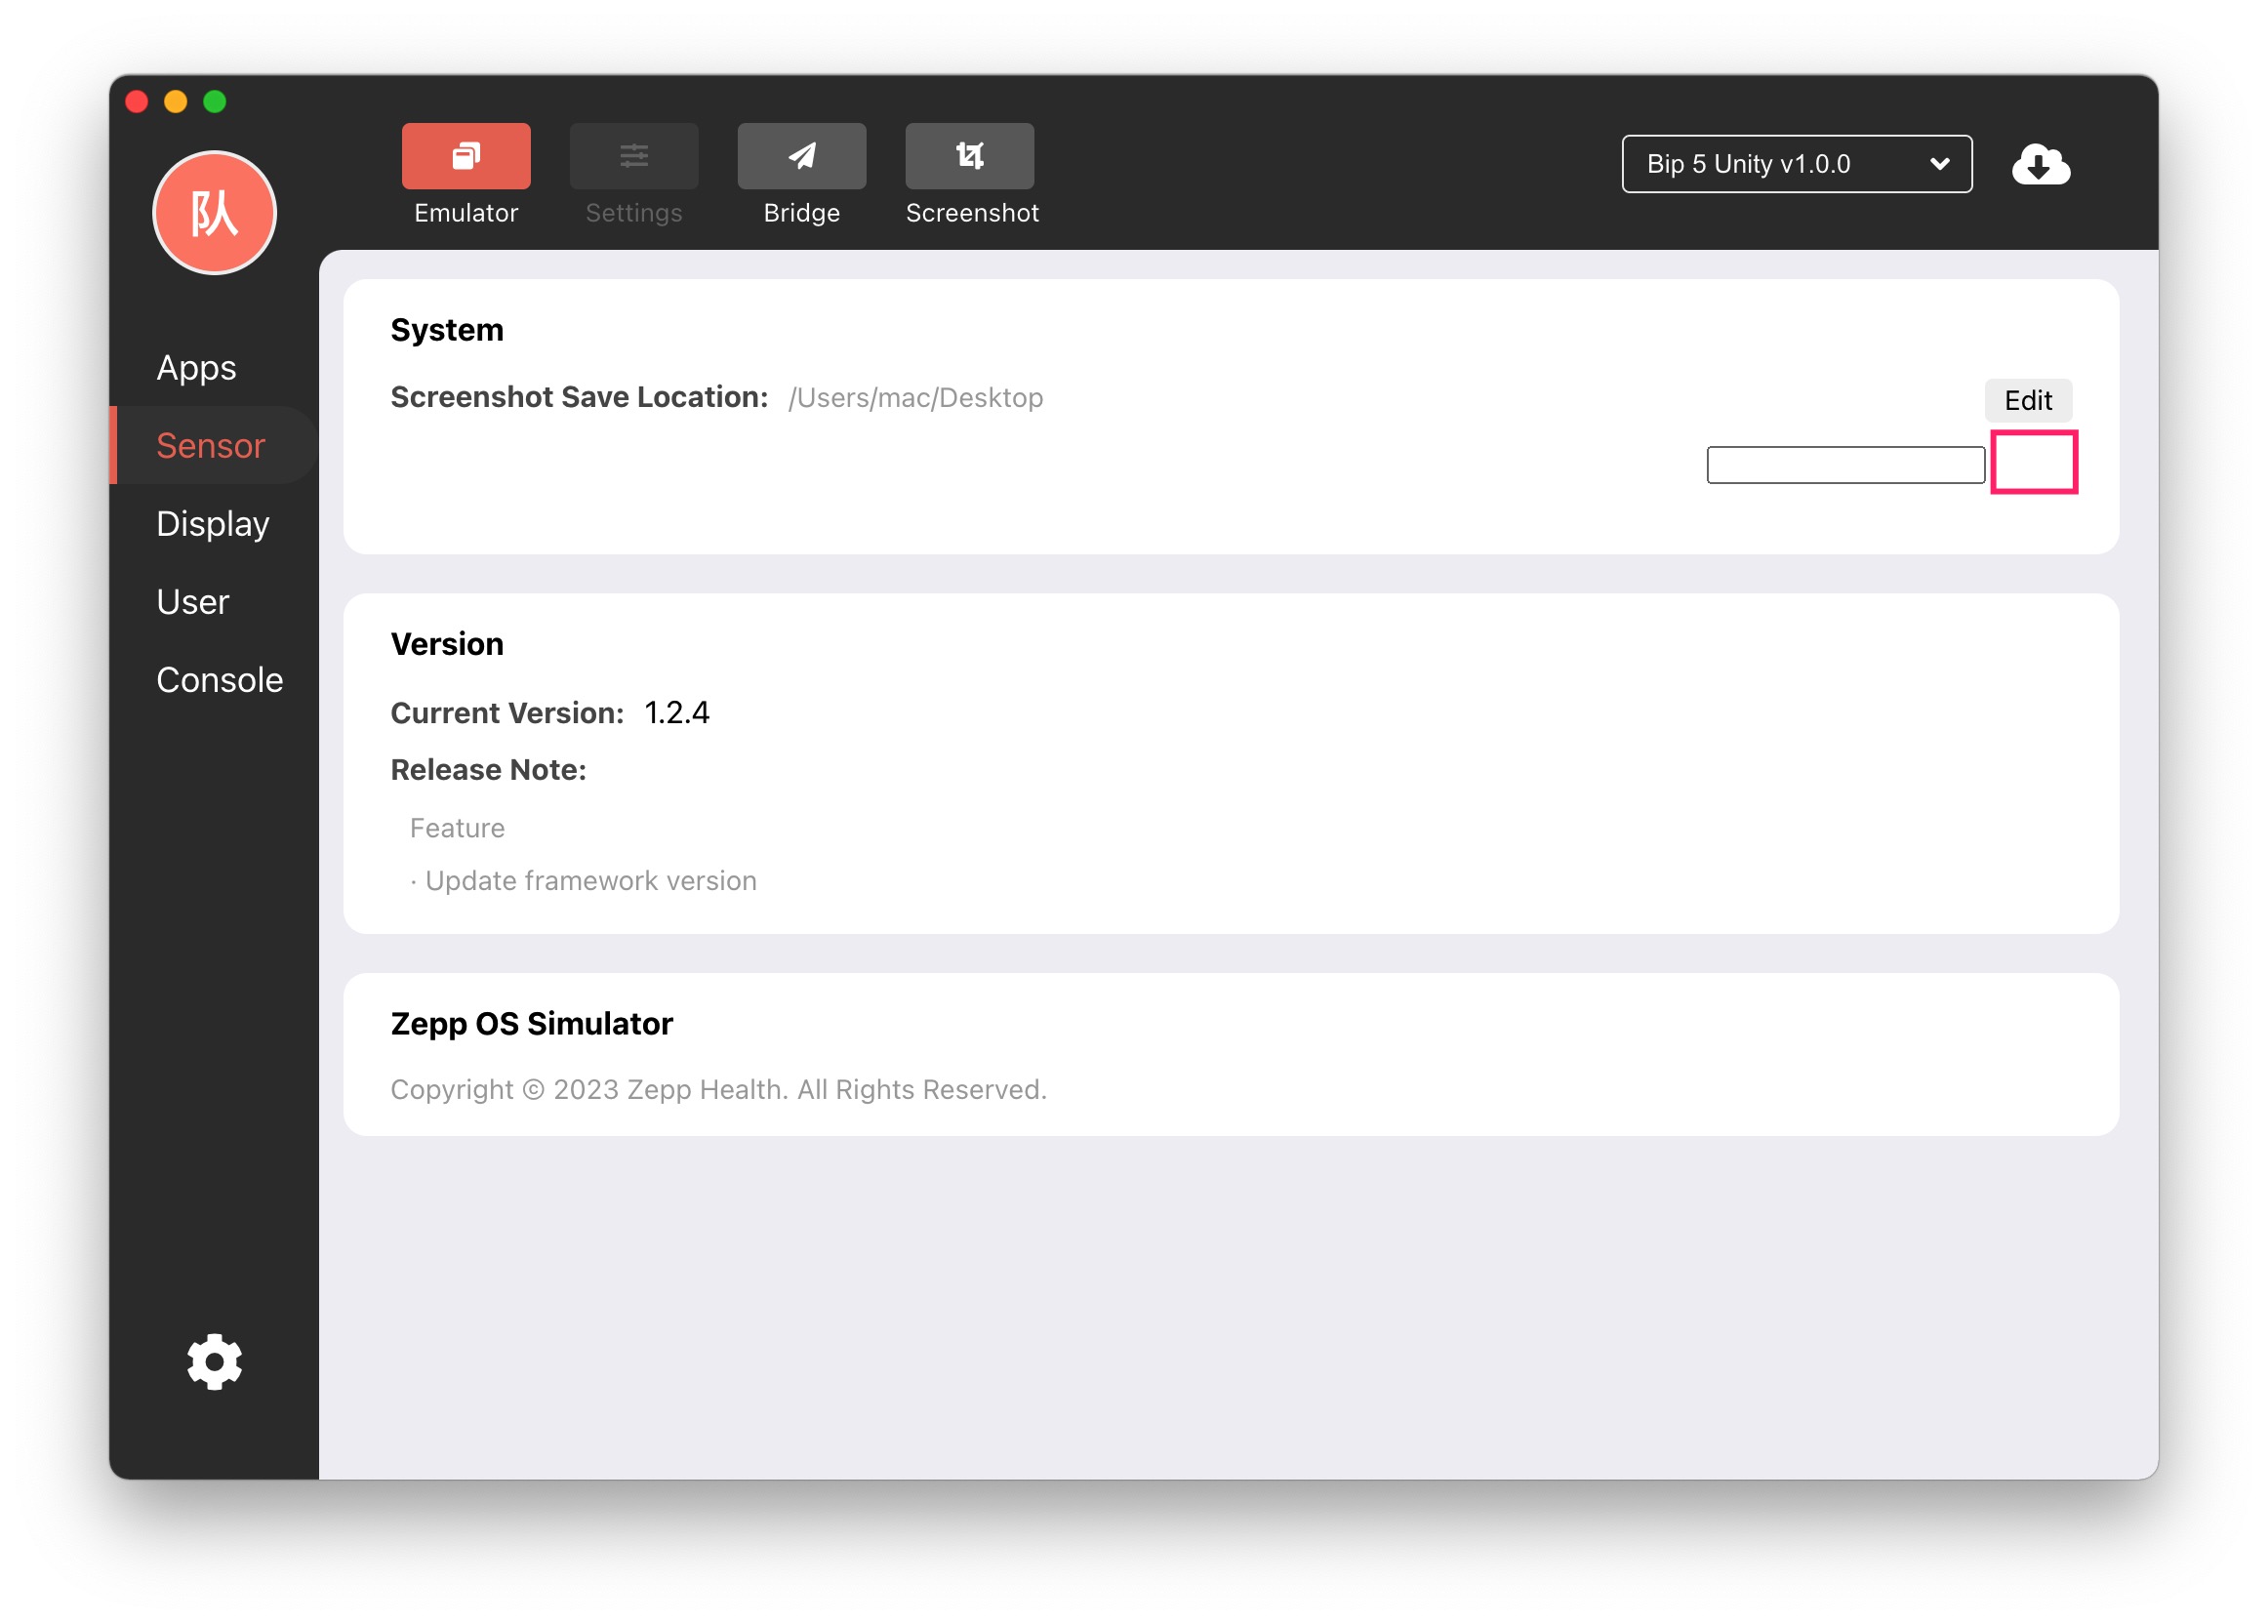 队
Emulator
Settings
Bridge
Screenshot
Bip 5 Unity v1.0.0
Apps
Sensor
Display
User
Console
System
Screenshot Save Location: /Users/mac/Desktop
Edit
Version
Current Version: 1.2.4
Release Note:
Feature
· Update framework version
Zepp OS Simulator
Copyright © 2023 Zepp Health. All Rights Reserved.